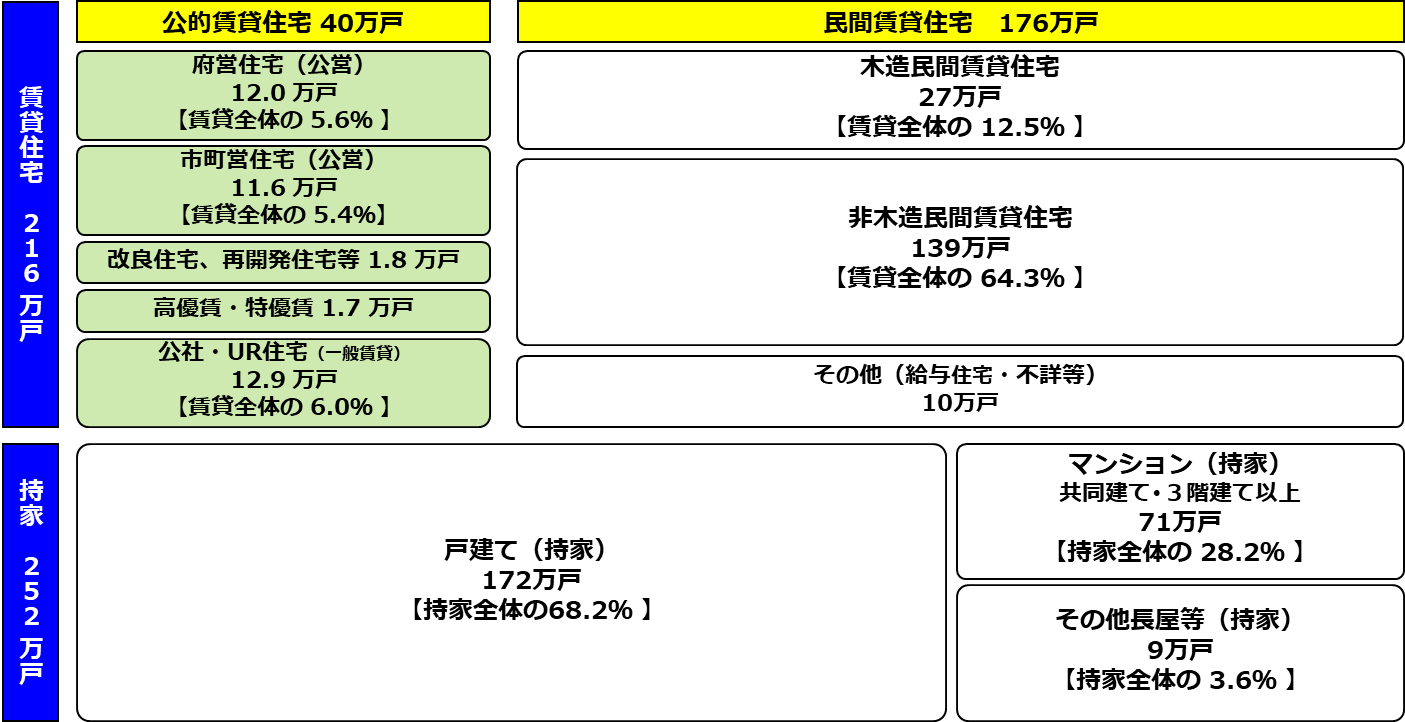 賃貸住宅　216万戸
公的賃貸住宅 40万戸
府営住宅（公営）
12.0 万戸
【賃貸全体の 5.6% 】
市町営住宅（公営）
11.6 万戸
【賃貸全体の 5.4%】
改良住宅、再開発住宅等 1.8 万戸
高優賃・特優賃 1.7 万戸
公社・UR住宅（一般賃貸）
12.9 万戸
【賃貸全体の 6.0% 】
民間賃貸住宅　176万戸
木造民間賃貸住宅
27万戸
【賃貸全体の 12.5% 】
非木造民間賃貸住宅
139万戸
【賃貸全体の 64.3% 】
その他（給与住宅・不詳等）
10万戸
持家　252万戸
戸建て（持家）
172万戸
【持家全体の68.2% 】
マンション（持家）
共同建て・３階建て以上
71万戸
【持家全体の 28.2% 】
その他長屋等（持家）
9万戸
【持家全体の 3.6% 】